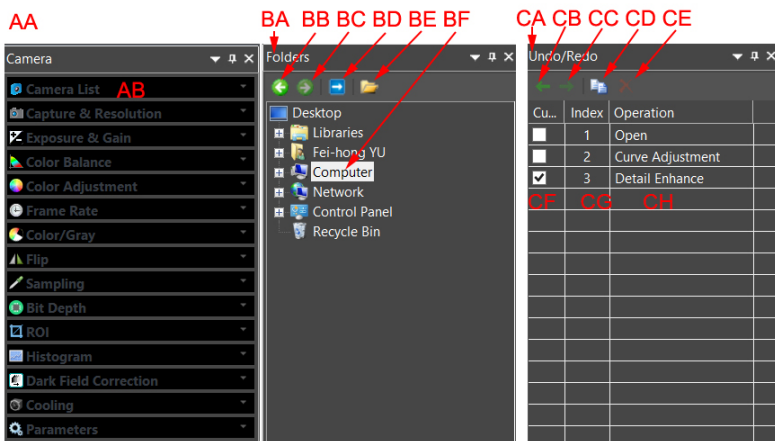 AA
BA BB BC BD BE BF
CA CB CC CD CE
Camera
Camera List AB
Capture & Resolution
Exposure & Gain
Color Balance
Color Adjustment
Frame Rate
Color/Gray
Flip
Sampling
Bit Depth
ROI
Histogram
Dark Field Correction
Cooling
Parameters
Folders
Desktop
Libraries
Fei-hong YU
Computer
Network
Control Panel
Recycle Bin
Undo/Redo
Cu... Index Operation
1 Open
2 Curve Adjustment
3 Detail Enhance
CF CG CH